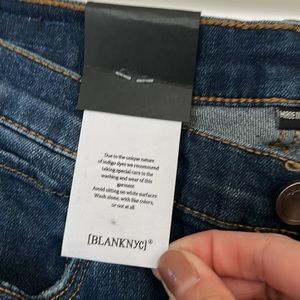 Due to the unique nature
of indigo dyes we recommend
taking special care in the
washing and wear of this
garment
Avoid sitting on white surfaces
Wash alone, with like colors,
or not at all
[BLANKNYC]®
MADE